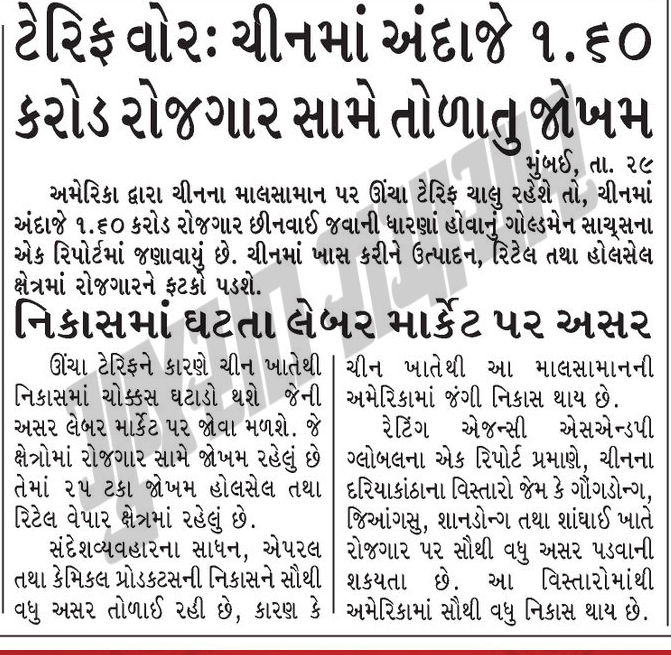 ટેરિફ વોર: ચીનમાં અંદાજે ૧.૬૦
કરોડ રોજગાર સામે તોળાતુ જોખમ
મુંબઈ, તા. ૨૯
અમેરિકા દ્વારા ચીનના માલસામાન પર ઊંચા ટેરિફ ચાલુ રહેશે તો, ચીનમાં
અંદાજે ૧.૬૦ કરોડ રોજગાર છીનવાઈ જવાની ધારણાં હોવાનું ગોલ્ડમેન સાચ્સના
એક રિપોર્ટમાં જણાવાયું છે. ચીનમાં ખાસ કરીને ઉત્પાદન, રિટેલ તથા હોલસેલ
ક્ષેત્રમાં રોજગારને ફટકો પડશે.
નિકાસમાં ઘટતા લેબર માર્કેટ પર અસર
ઊંચા ટેરિફને કારણે ચીન ખાતેથી
નિકાસમાં ચોક્કસ ઘટાડો થશે જેની
અસર લેબર માર્કેટ પર જોવા મળશે. જે
ક્ષેત્રોમાં રોજગાર સામે જોખમ રહેલું છે
તેમાં ૨૫ ટકા જોખમ હોલસેલ તથા
રિટેલ વેપાર ક્ષેત્રમાં રહેલું છે.
સંદેશવ્યવહારના સાધન, એપરલ
તથા કેમિકલ પ્રોડકટસની નિકાસને સૌથી
વધુ અસર તોળાઈ રહી છે, કારણ કે
ચીન ખાતેથી આ માલસામાનની
અમેરિકામાં જંગી નિકાસ થાય છે.
રેટિંગ એજન્સી એસએન્ડપી
ગ્લોબલના એક રિપોર્ટ પ્રમાણે, ચીનના
દરિયાકાંઠાના વિસ્તારો જેમ કે ગૌંગડોન્ગ,
જિઆંગસુ, શાનડોન્ગ તથા શાંઘાઈ ખાતે
રોજગાર પર સૌથી વધુ અસર પડવાની
શકયતા છે. આ વિસ્તારોમાંથી
અમેરિકામાં સૌથી વધુ નિકાસ થાય છે.